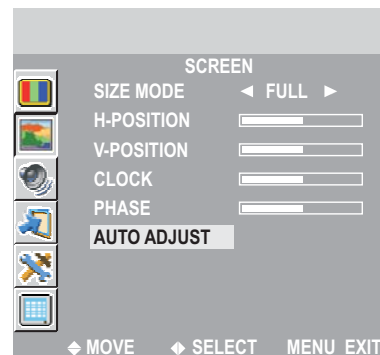 SCREEN
SIZE MODE ◄ FULL ►
H-POSITION
V-POSITION
CLOCK
PHASE
AUTO ADJUST
MOVE SELECT MENU EXIT